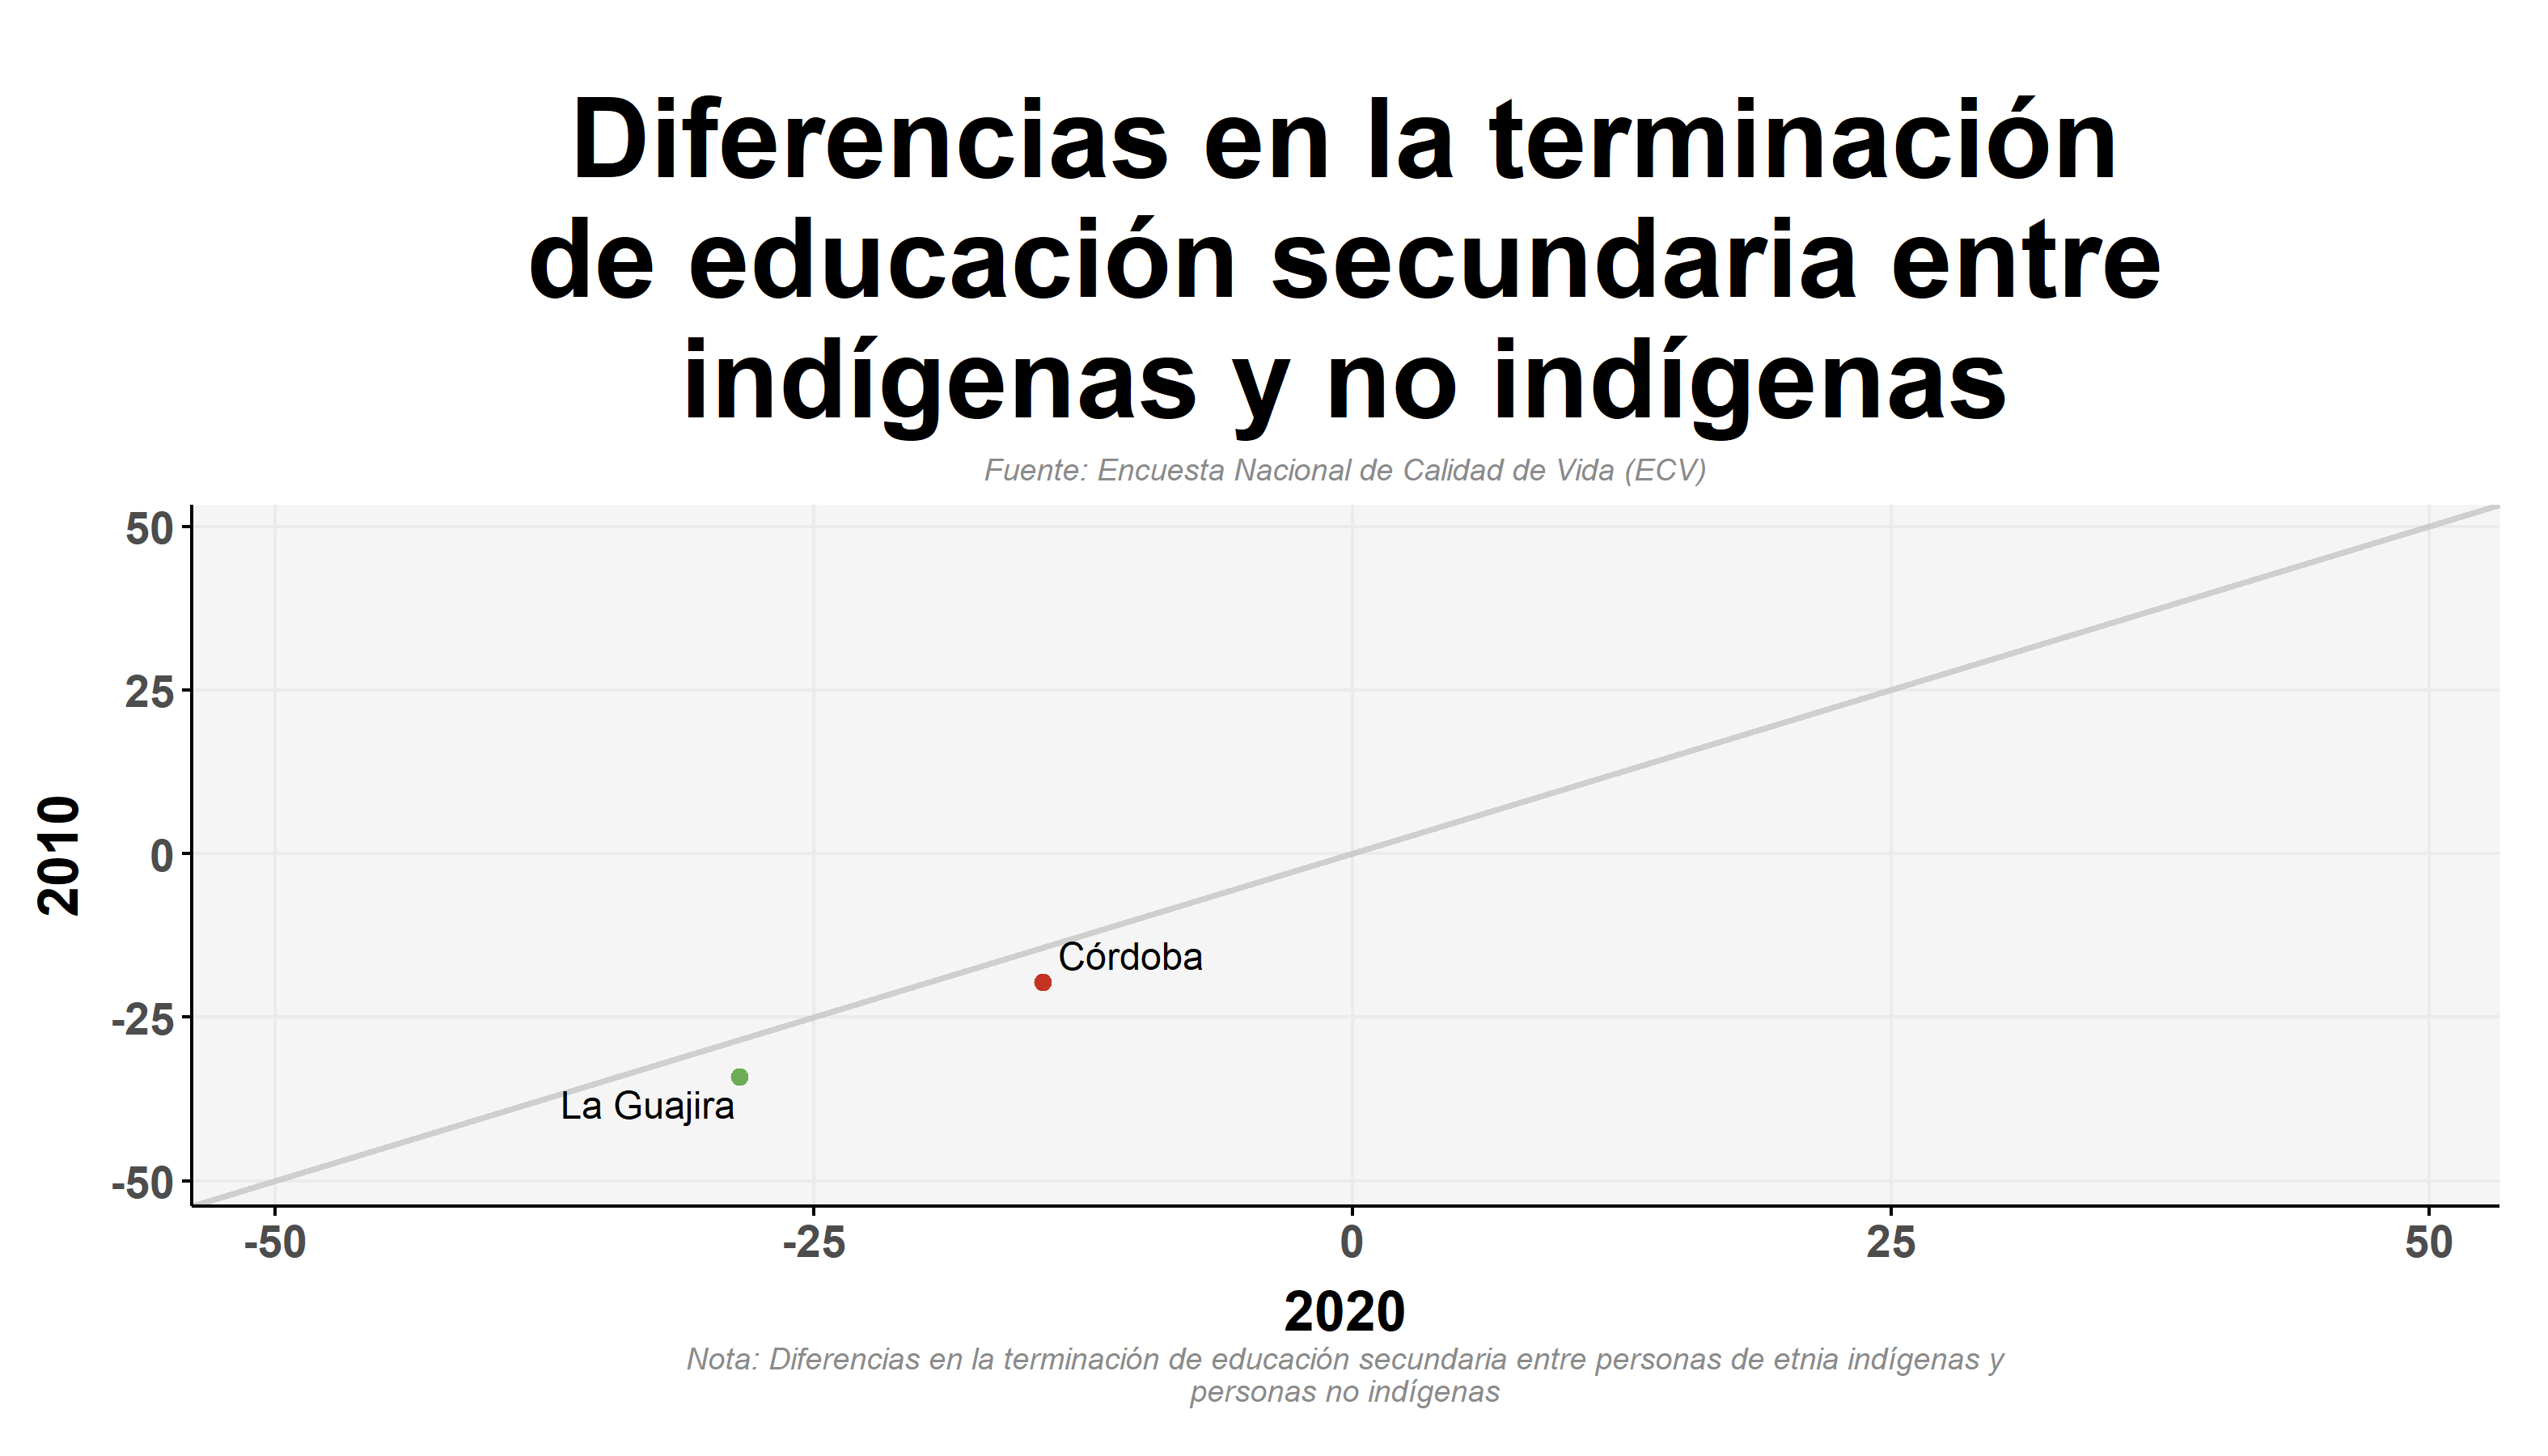 Diferencias en la terminación
de educación secundaria entre
indígenas y no indígenas
Fuente: Encuesta Nacional de Calidad de Vida (ECV)
50
25
0
-25
-50
2010
Córdoba
La Guajira
-50 -25 0 25 50
2020
Nota: Diferencias en la terminación de educación secundaria entre personas de etnia indígenas y
personas no indígenas